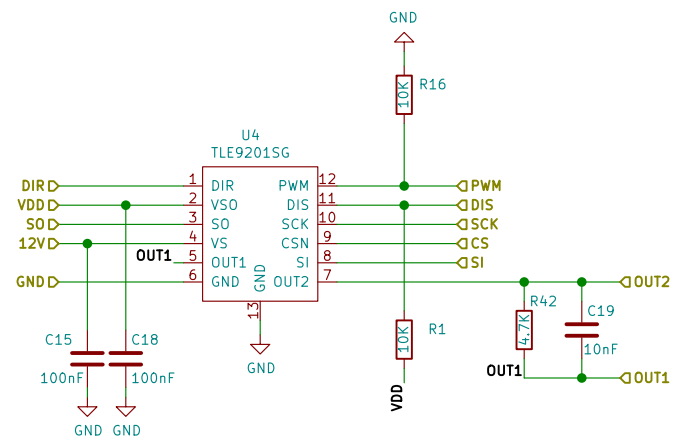 GND
R16
10K
U4
TLE9201SG
DIR 1 DIR PWM 12 PWM
VDD 2 VSO DIS 11 DIS
SO 3 SO SCK 10 SCK
12V 4 VS CSN 9 CS
OUT1 5 OUT1 SI 8 SI
GND 6 GND GND OUT2 7 OUT2
13
R42
4.7K
C19
10nF
OUT1 OUT1
GND
R1
10K
VDD
C15 C18
100nF 100nF
GND GND